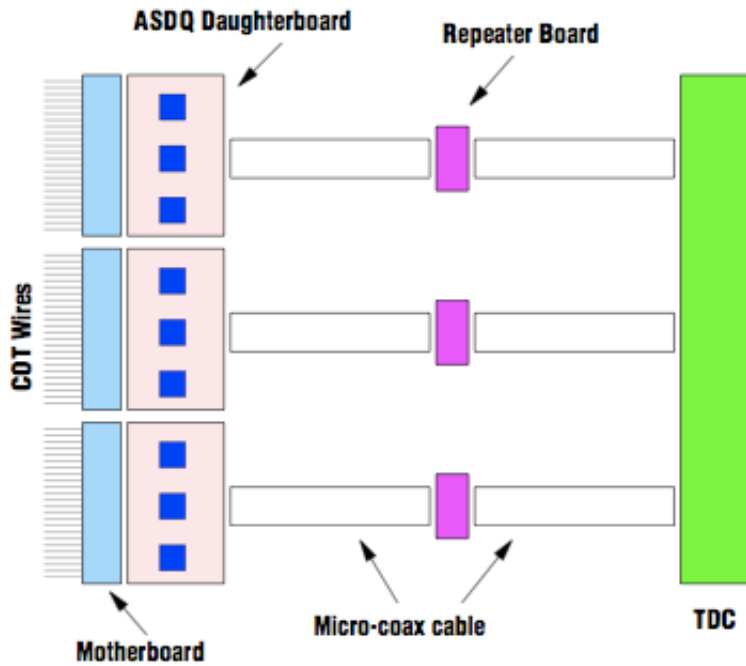 ASDQ Daughterboard
Repeater Board
COT Wires
Micro-coax cable
TDC
Motherboard